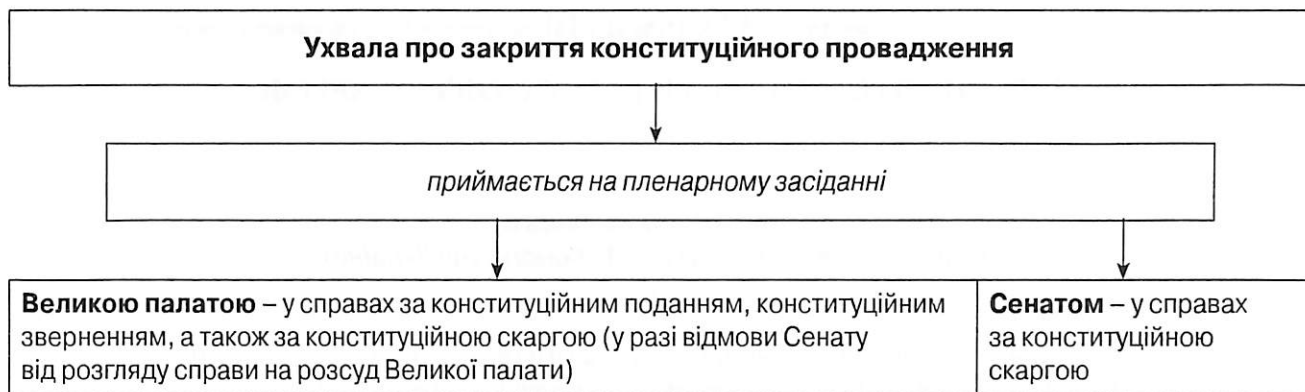 Ухвала про закриття конституційного провадження
приймається на пленарному засіданні
Великою палатою – у справах за конституційним поданням, конституційним
зверненням, а також за конституційною скаргою (у разі відмови Сенату
від розгляду справи на розсуд Великої палати)
Сенатом – у справах
за конституційною
скаргою